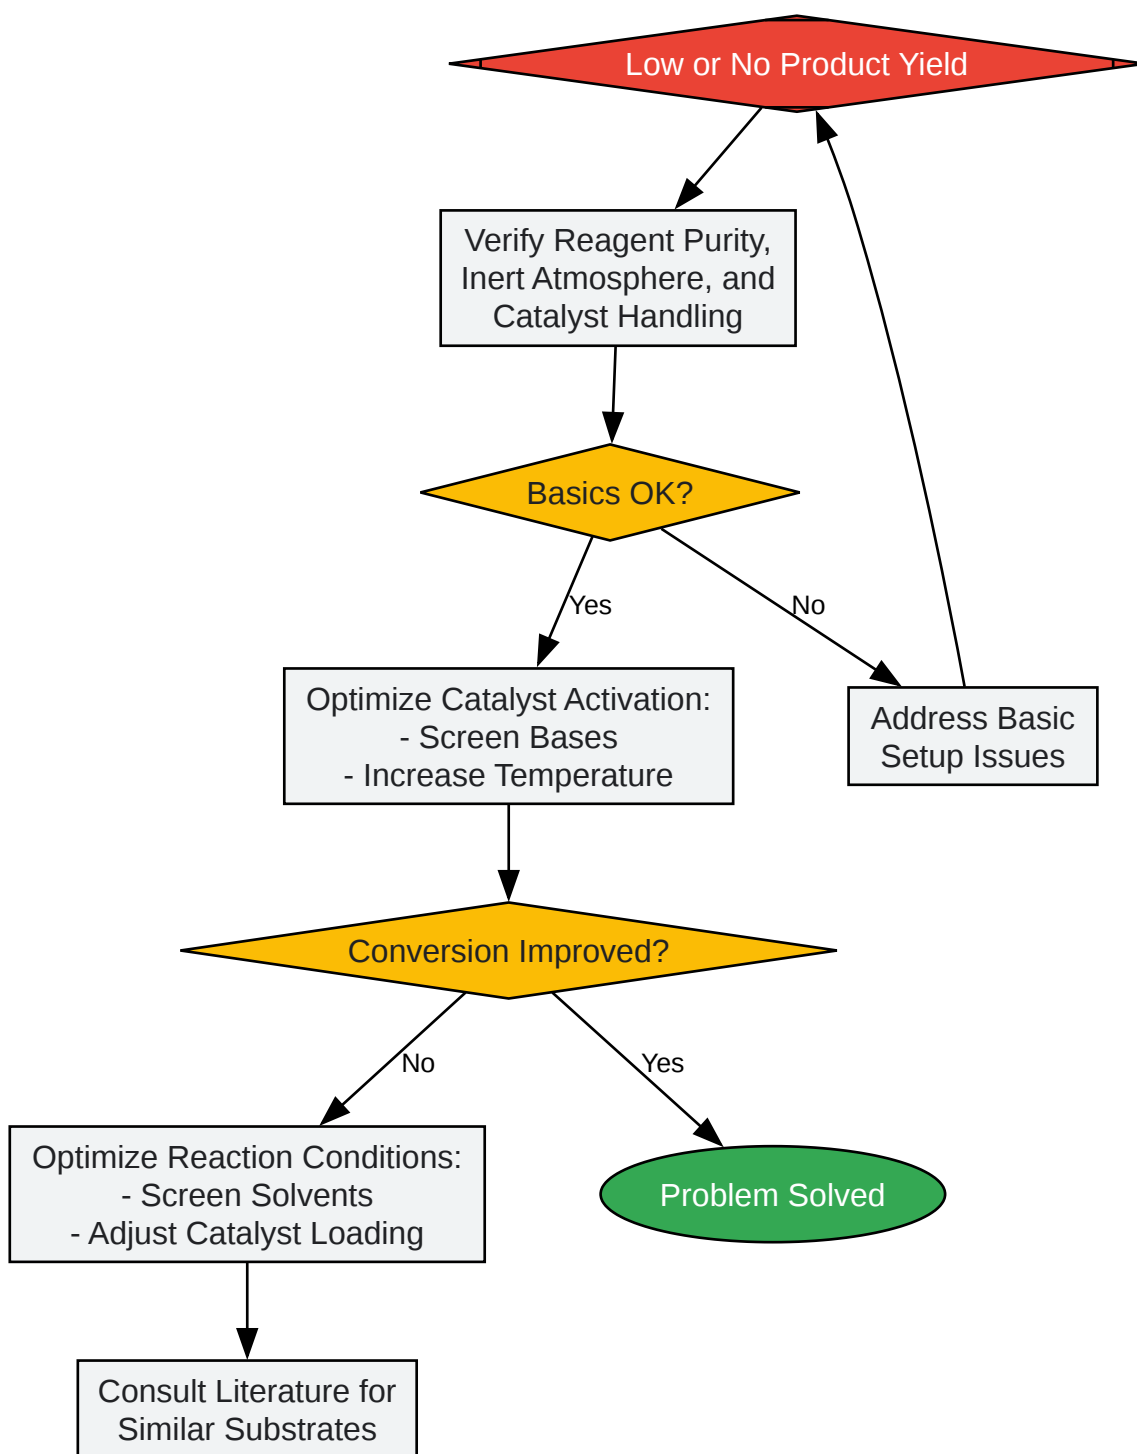 Low or No Product Yield
Verify Reagent Purity,
Inert Atmosphere, and
Catalyst Handling
Basics OK?
Yes
No
Optimize Catalyst Activation:
- Screen Bases
- Increase Temperature
Address Basic
Setup Issues
Conversion Improved?
No
Yes
Optimize Reaction Conditions:
- Screen Solvents
- Adjust Catalyst Loading
Problem Solved
Consult Literature for
Similar Substrates